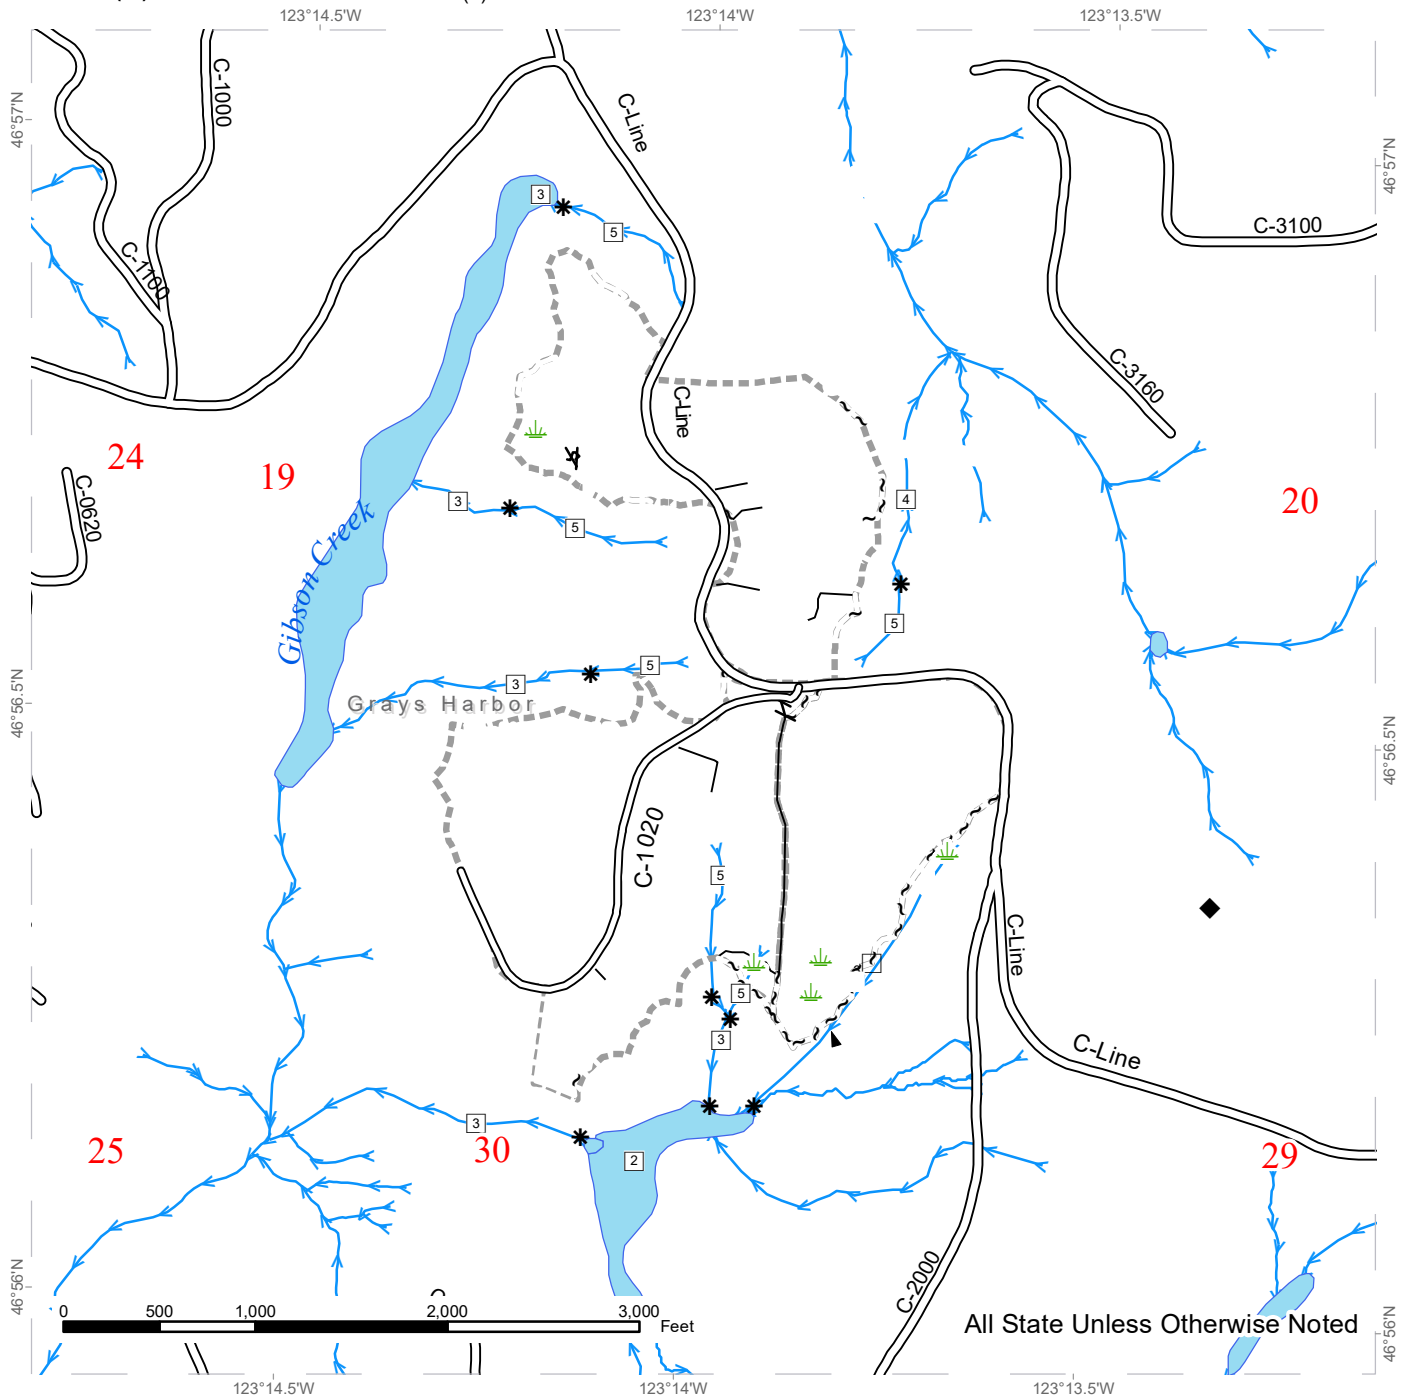 123°14.5'W
123°14'W
123°13.5'W
46°57'N
46°57'N
C-1000
C-Line
C-1100
C-3100
C-3160
3
5
C-Line
24
19
20
C-0620
Gibson Creek
3
5
4
5
5
3
Grays Harbor
46°56.5'N
46°56.5'N
C-1020
5
C-Line
5
3
C-Line
3
25
30
2
29
C-2000
46°56'N
46°56'N
0
500
1,000
2,000
3,000
Feet
All State Unless Otherwise Noted
123°14.5'W
123°14'W
123°13.5'W